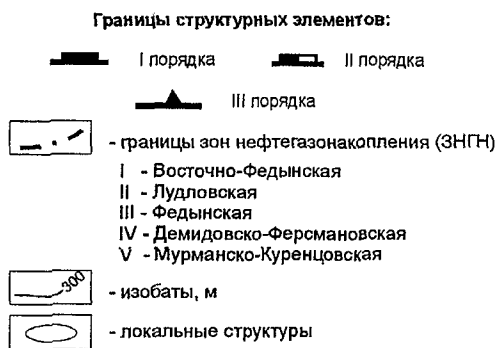 Границы структурных элементов:
I порядка II порядка
III порядка
- границы зон нефтегазонакопления (ЗНГН)
I - Восточно-Федынская
II - Лудловская
III - Федынская
IV - Демидовско-Ферсмановская
V - Мурманско-Куренцовская
300 - изобаты, м
- локальные структуры